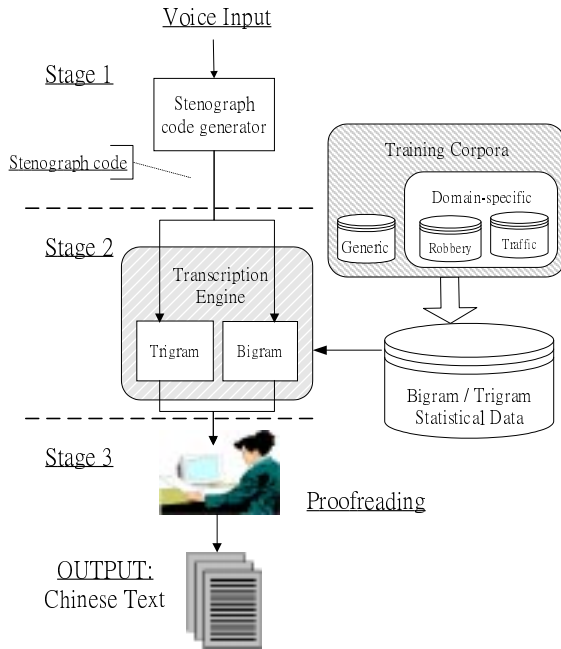 Voice Input
Stage 1
Stenograph
code generator
Stenograph code
Training Corpora
Domain-specific
Generic
Robbery
Traffic
Stage 2
Transcription
Engine
Trigram
Bigram
Bigram / Trigram
Statistical Data
Stage 3
Proofreading
OUTPUT:
Chinese Text